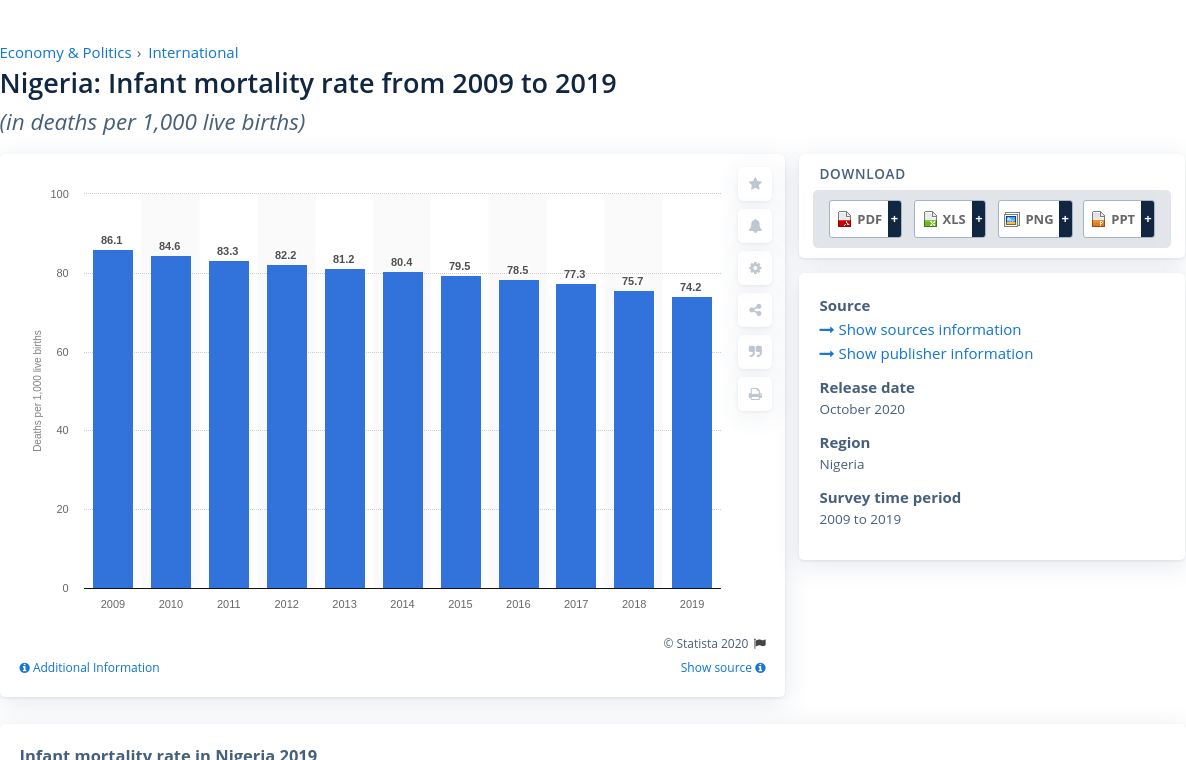 Economy & Politics › International
Nigeria: Infant mortality rate from 2009 to 2019
(in deaths per 1,000 live births)
100
80
60
40
20
0
Deaths per 1,000 live births
86.1
84.6
83.3
82.2
81.2
80.4
79.5
78.5
77.3
75.7
74.2
2009 2010 2011 2012 2013 2014 2015 2016 2017 2018 2019
© Statista 2020
Additional Information
Show source
DOWNLOAD
PDF + XLS + PNG + PPT +
Source
Show sources information
Show publisher information
Release date
October 2020
Region
Nigeria
Survey time period
2009 to 2019
Infant mortality rate in Nigeria 2019